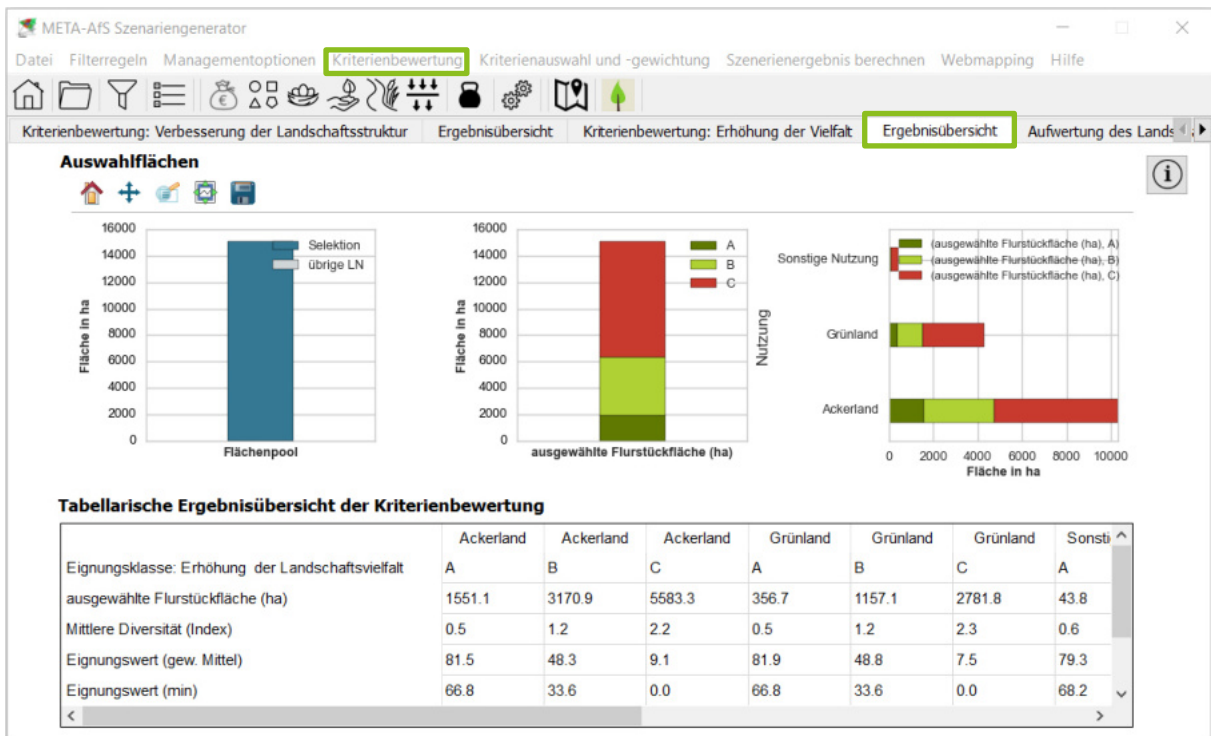 META-AfS Szenariengenerator
Datei Filterregeln Managementoptionen Kriterienbewertung Kriterienauswahl und -gewichtung Szenerienergebnis berechnen Webmapping Hilfe
Kriterienbewertung: Verbesserung der Landschaftsstruktur Ergebnisübersicht Kriterienbewertung: Erhöhung der Vielfalt Ergebnisübersicht Aufwertung des Lands
Auswahlflächen
16000
14000
12000
10000
8000
6000
4000
2000
0
Fläche in ha
Selektion
übrige LN
Flächenpool
16000
14000
12000
10000
8000
6000
4000
2000
0
Fläche in ha
A
B
C
ausgewählte Flurstückfläche (ha)
Nutzung
Sonstige Nutzung
Grünland
Ackerland
(ausgewählte Flurstückfläche (ha), A)
(ausgewählte Flurstückfläche (ha), B)
(ausgewählte Flurstückfläche (ha), C)
0 2000 4000 6000 8000 10000
Fläche in ha
Tabellarische Ergebnisübersicht der Kriterienbewertung
Ackerland Ackerland Ackerland Grünland Grünland Grünland Sonsti
Eignungsklasse: Erhöhung der Landschaftsvielfalt A B C A B C A
ausgewählte Flurstückfläche (ha) 1551.1 3170.9 5583.3 356.7 1157.1 2781.8 43.8
Mittlere Diversität (Index) 0.5 1.2 2.2 0.5 1.2 2.3 0.6
Eignungswert (gew. Mittel) 81.5 48.3 9.1 81.9 48.8 7.5 79.3
Eignungswert (min) 66.8 33.6 0.0 66.8 33.6 0.0 68.2